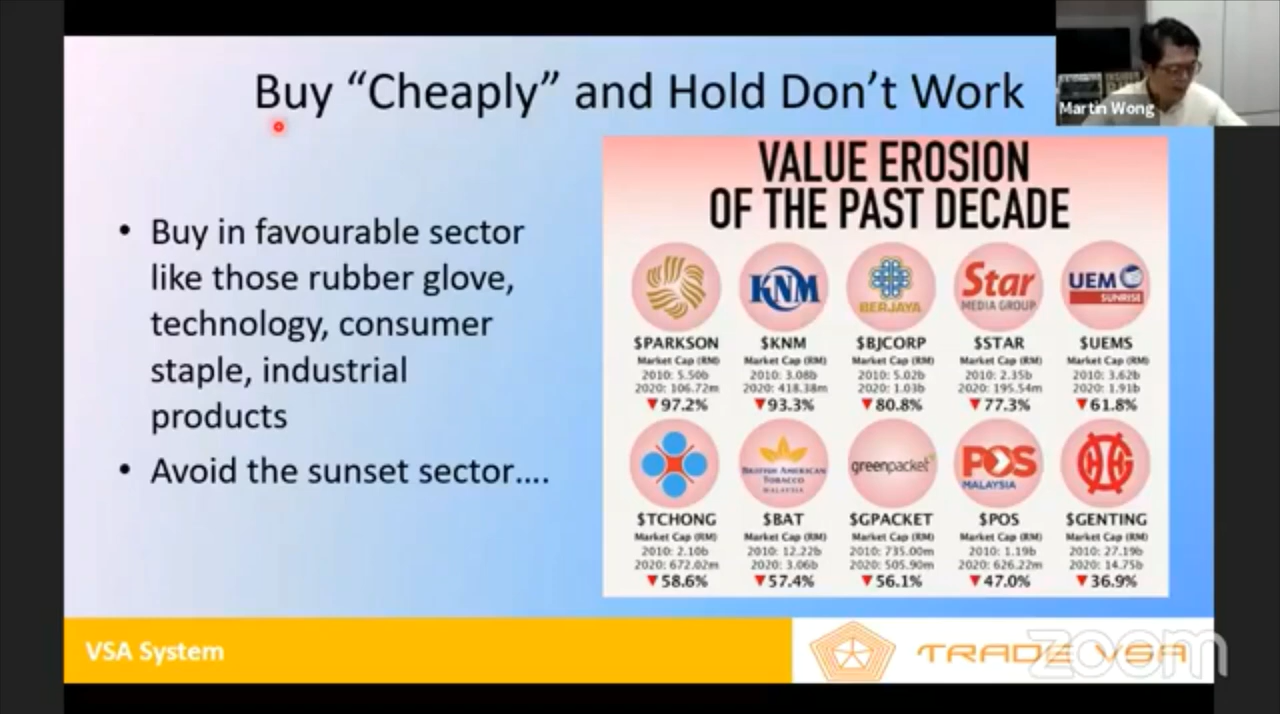 Buy “Cheaply” and Hold Don’t Work
Martin Wong
• Buy in favourable sector
like those rubber glove,
technology, consumer
staple, industrial
products
• Avoid the sunset sector....
VALUE EROSION
OF THE PAST DECADE
KNM
BERJAYA
Star
MEDIA GROUP
UEM
SUNRISE
$PARKSON
Market Cap (RM)
2010: 5.50b
2020: 106.72m
▼97.2%
$KNM
Market Cap (RM)
2010: 3.08b
2020: 418.38m
▼93.3%
$BJCORP
Market Cap (RM)
2010: 5.02b
2020: 1.03b
▼80.8%
$STAR
Market Cap (RM)
2010: 2.35b
2020: 195.54m
▼77.3%
$UEMS
Market Cap (RM)
2010: 3.62b
2020: 1.91b
▼61.8%
BRITISH AMERICAN
TOBACCO
MALAYSIA
greenpacket
POS
MALAYSIA
$TCHONG
Market Cap (RM)
2010: 2.10b
2020: 672.02m
▼58.6%
$BAT
Market Cap (RM)
2010: 12.22b
2020: 3.06b
▼57.4%
$GPACKET
Market Cap (RM)
2010: 735.00m
2020: 505.90m
▼56.1%
$POS
Market Cap (RM)
2010: 1.19b
2020: 626.22m
▼47.0%
$GENTING
Market Cap (RM)
2010: 27.19b
2020: 14.75b
▼36.9%
VSA System
TRADE VSA
zoom